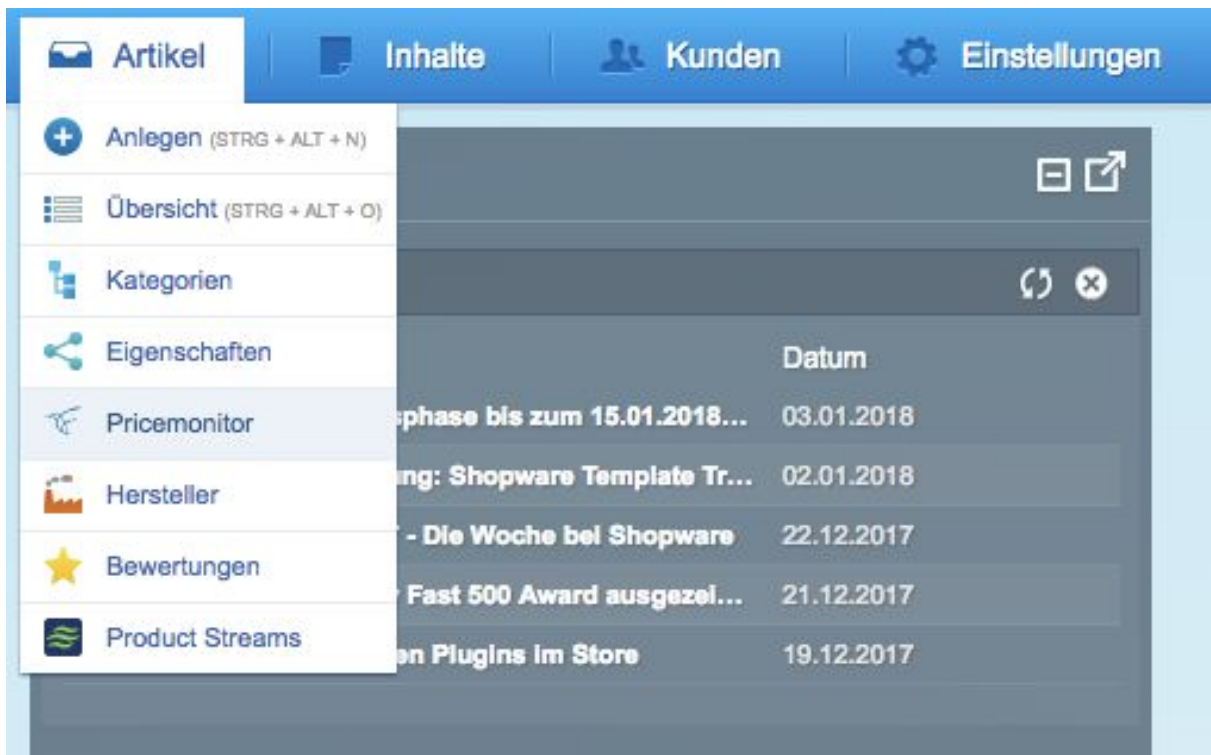 Artikel Inhalte Kunden Einstellungen
Anlegen (STRG + ALT + N)
Übersicht (STRG + ALT + O)
Kategorien
Eigenschaften
Pricemonitor
Hersteller
Bewertungen
Product Streams
Datum
sphase bis zum 15.01.2018... 03.01.2018
ng: Shopware Template Tr... 02.01.2018
- Die Woche bei Shopware 22.12.2017
Fast 500 Award ausgezei... 21.12.2017
en Plugins im Store 19.12.2017